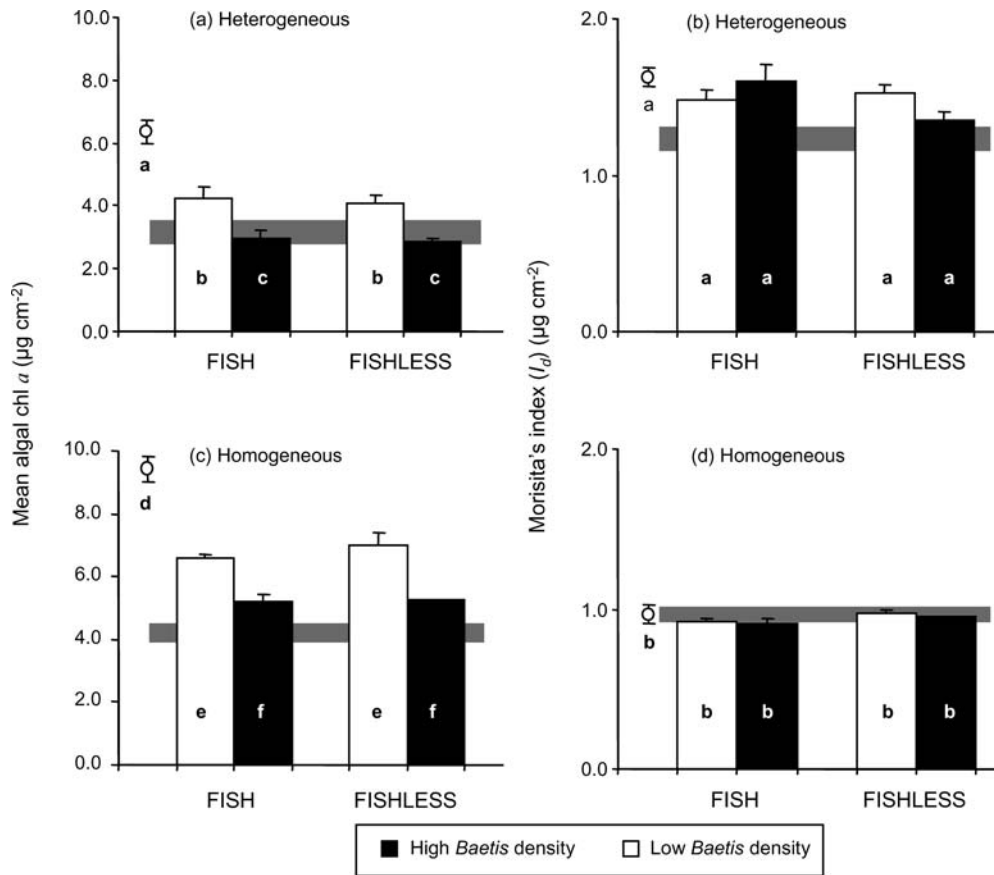 Mean algal chl a (µg cm⁻²)
(a) Heterogeneous
10.0
8.0
6.0
4.0
2.0
0.0
a
b
c
b
c
FISH
FISHLESS
Morisita's index (I_d) (µg cm⁻²)
(b) Heterogeneous
2.0
1.0
0.0
a
a
a
a
a
FISH
FISHLESS
(c) Homogeneous
10.0
8.0
6.0
4.0
2.0
0.0
d
e
f
e
f
FISH
FISHLESS
(d) Homogeneous
2.0
1.0
0.0
b
b
b
b
b
FISH
FISHLESS
High Baetis density
Low Baetis density